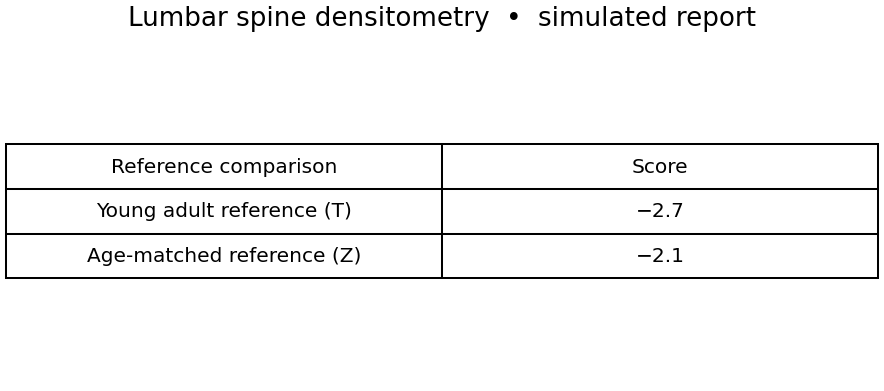 Lumbar spine densitometry • simulated report
Reference comparison Score
Young adult reference (T) −2.7
Age-matched reference (Z) −2.1